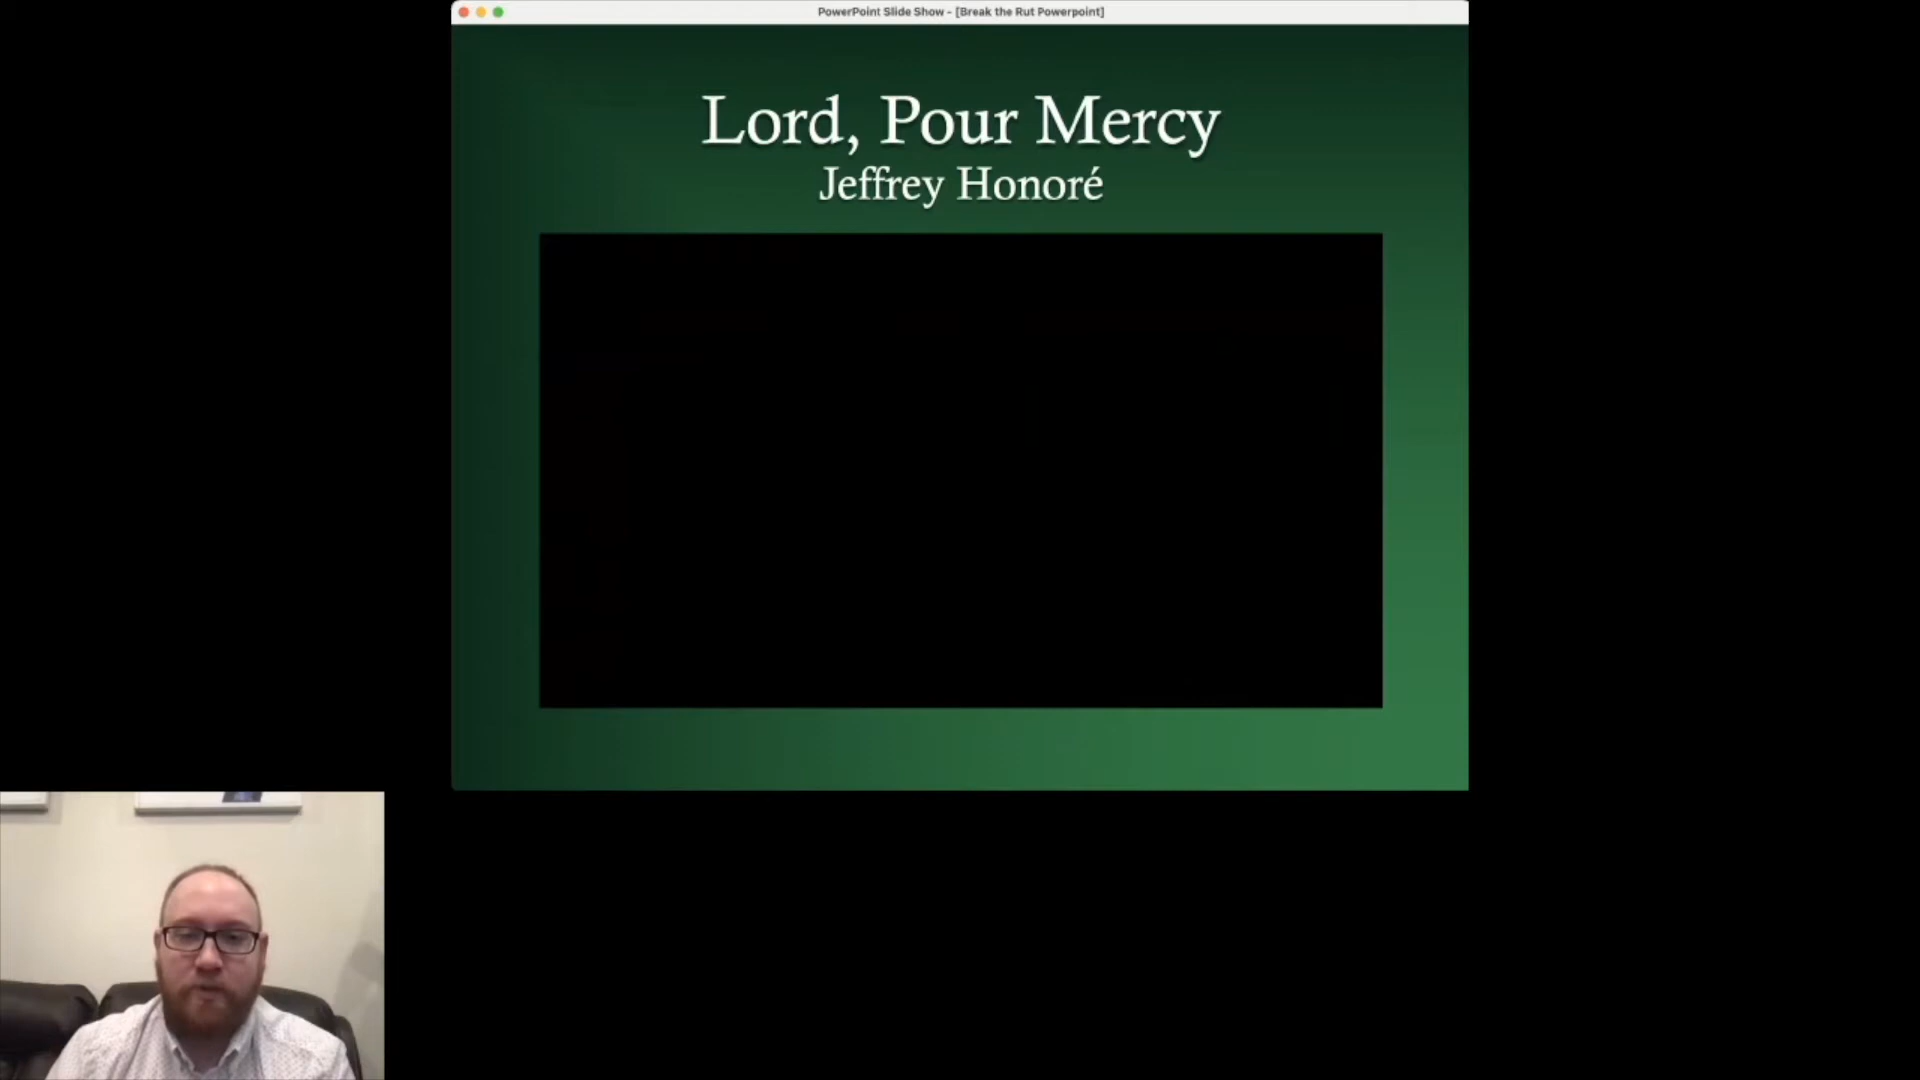 PowerPoint Slide Show - [Break the Rut Powerpoint]
Lord, Pour Mercy
Jeffrey Honoré